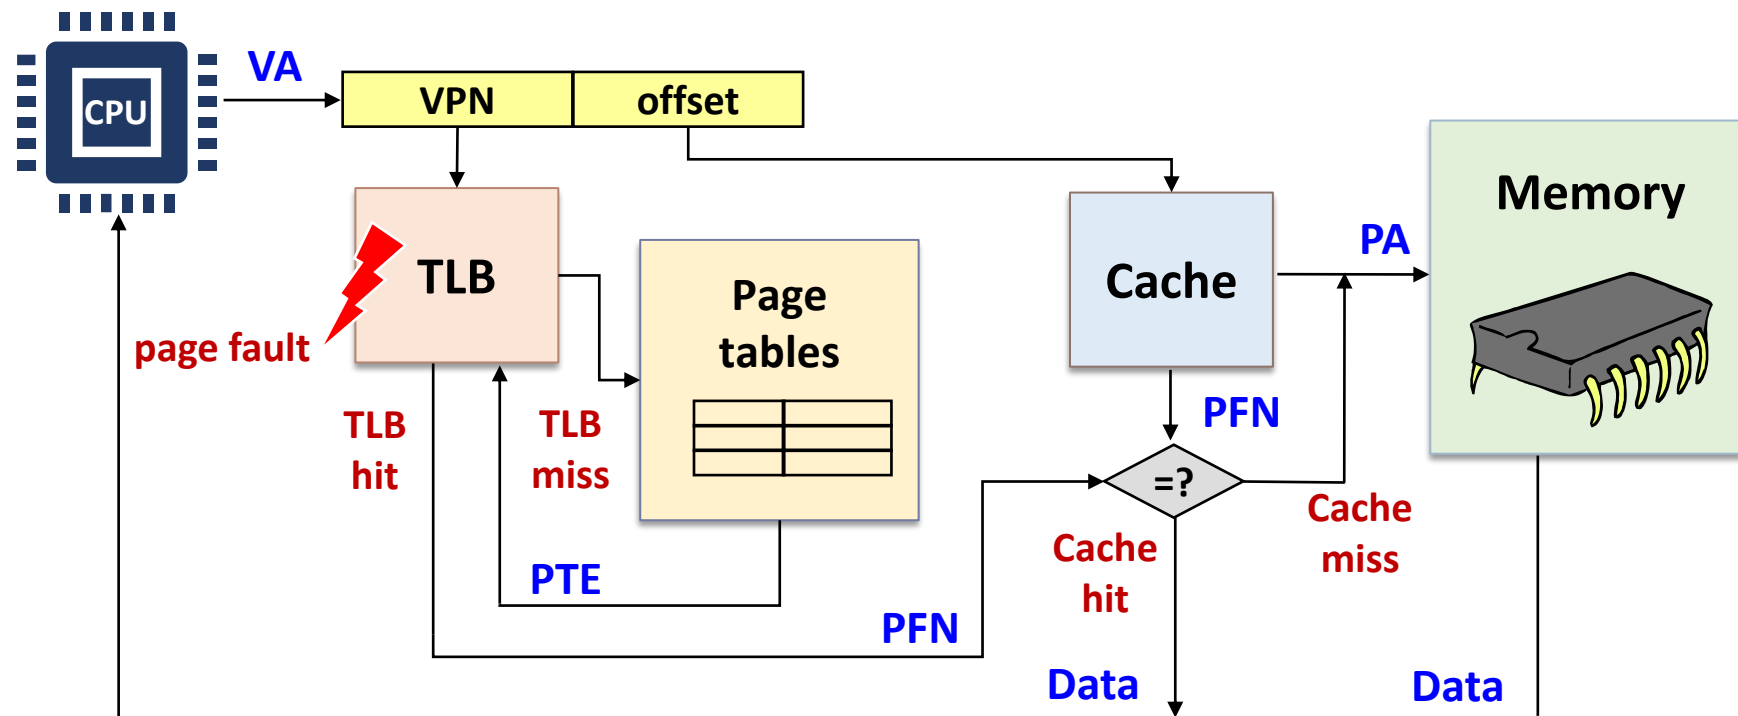 VA
VPN
offset
CPU
Memory
TLB
PA
Cache
Page
tables
page fault
TLB
hit
TLB
miss
PFN
=?
Cache
miss
Cache
hit
PTE
PFN
Data
Data